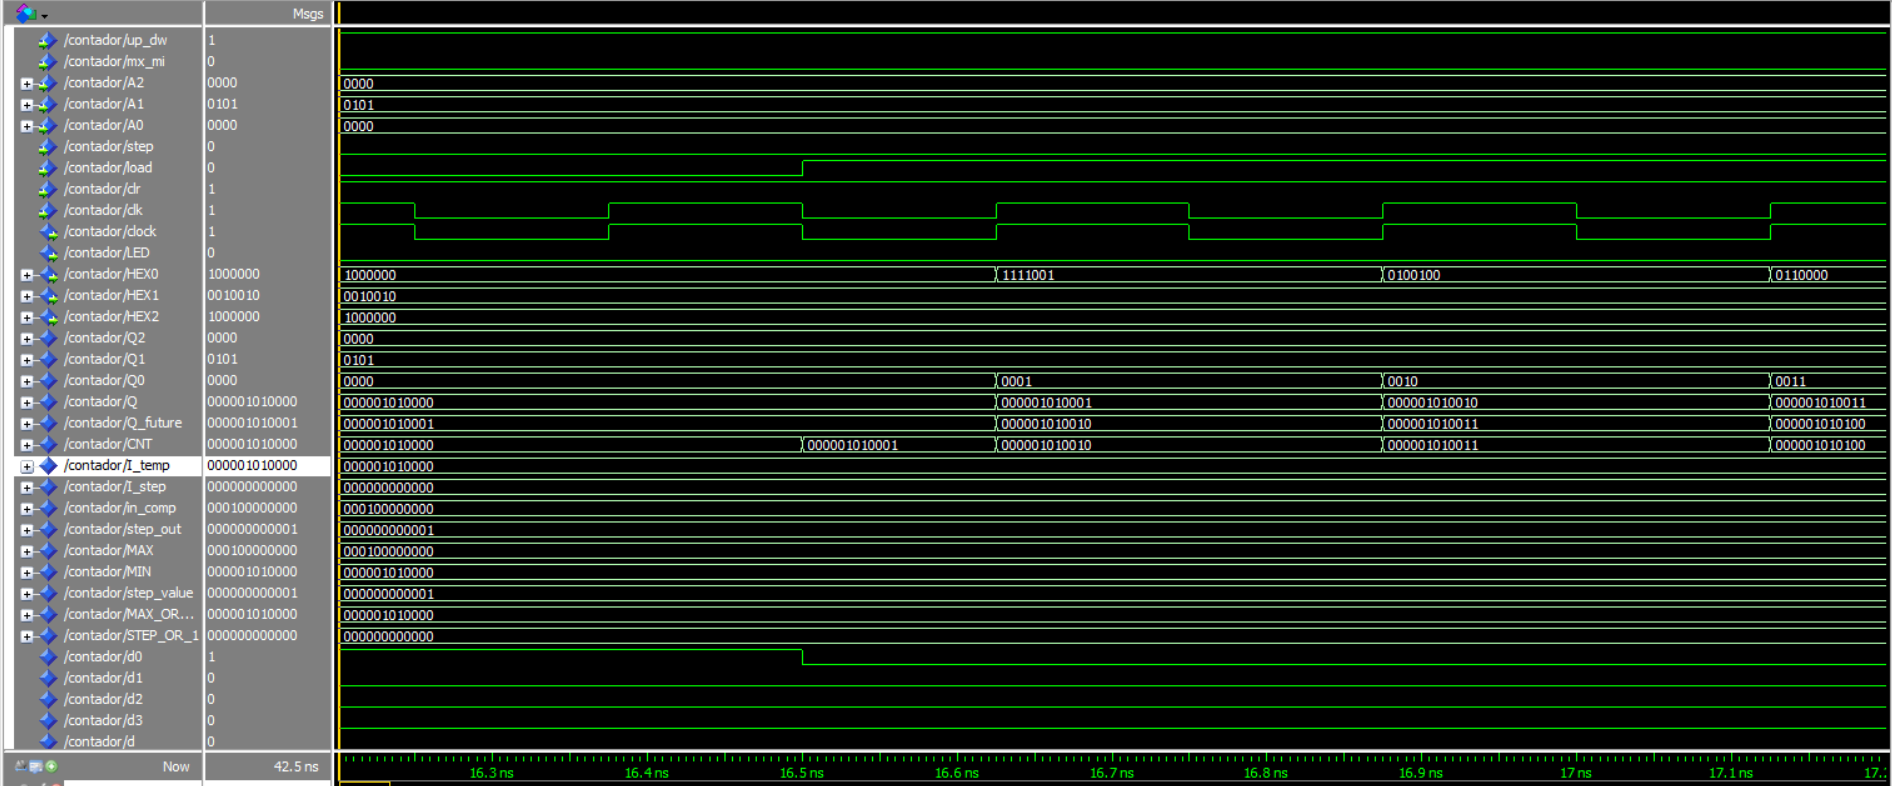 Msgs
/contador/up_dw 1
/contador/mx_mi 0
/contador/A2 0000 0000
/contador/A1 0101 0101
/contador/A0 0000 0000
/contador/step 0
/contador/load 0
/contador/clr 1
/contador/clk 1
/contador/clock 1
/contador/LED 0
/contador/HEX0 1000000 1000000 1111001 0100100 0110000
/contador/HEX1 0010010 0010010
/contador/HEX2 1000000 1000000
/contador/Q2 0000 0000
/contador/Q1 0101 0101
/contador/Q0 0000 0000 0001 0010 0011
/contador/Q 000001010000 000001010000 000001010001 000001010010 000001010011
/contador/Q_future 000001010001 000001010001 000001010010 000001010011 000001010100
/contador/CNT 000001010000 000001010000 000001010001 000001010010 000001010011 000001010100
/contador/I_temp 000001010000 000001010000
/contador/I_step 000000000000 000000000000
/contador/in_comp 000100000000 000100000000
/contador/step_out 000000000001 000000000001
/contador/MAX 000100000000 000100000000
/contador/MIN 000001010000 000001010000
/contador/step_value 000000000001 000000000001
/contador/MAX_OR... 000001010000 000001010000
/contador/STEP_OR_1 000000000000 000000000000
/contador/d0 1
/contador/d1 0
/contador/d2 0
/contador/d3 0
/contador/d 0
Now 42.5 ns 16.3 ns 16.4 ns 16.5 ns 16.6 ns 16.7 ns 16.8 ns 16.9 ns 17 ns 17.1 ns